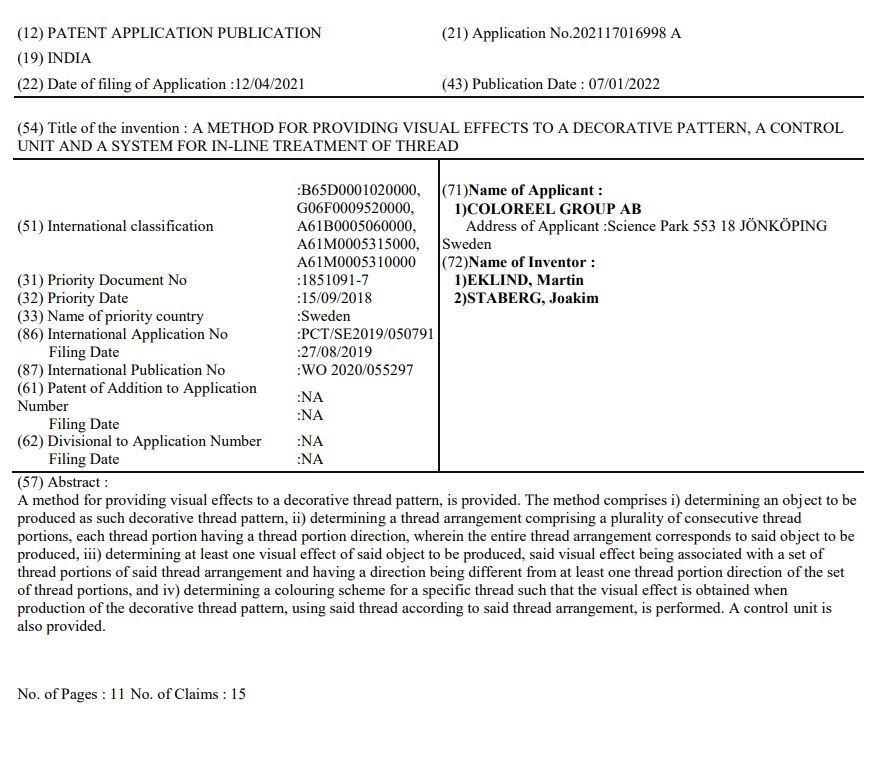 (12) PATENT APPLICATION PUBLICATION
(21) Application No.202117016998 A
(19) INDIA
(22) Date of filing of Application :12/04/2021
(43) Publication Date : 07/01/2022
(54) Title of the invention : A METHOD FOR PROVIDING VISUAL EFFECTS TO A DECORATIVE PATTERN, A CONTROL
UNIT AND A SYSTEM FOR IN-LINE TREATMENT OF THREAD
(51) International classification
:B65D0001020000,
G06F0009520000,
A61B0005060000,
A61M0005315000,
A61M0005310000
(31) Priority Document No :1851091-7
(32) Priority Date :15/09/2018
(33) Name of priority country :Sweden
(86) International Application No :PCT/SE2019/050791
Filing Date :27/08/2019
(87) International Publication No :WO 2020/055297
(61) Patent of Addition to Application
Number :NA
Filing Date :NA
(62) Divisional to Application Number :NA
Filing Date :NA
(71)Name of Applicant :
1)COLOREEL GROUP AB
Address of Applicant :Science Park 553 18 JÖNKÖPING
Sweden
(72)Name of Inventor :
1)EKLIND, Martin
2)STABERG, Joakim
(57) Abstract :
A method for providing visual effects to a decorative thread pattern, is provided. The method comprises i) determining an object to be
produced as such decorative thread pattern, ii) determining a thread arrangement comprising a plurality of consecutive thread
portions, each thread portion having a thread portion direction, wherein the entire thread arrangement corresponds to said object to be
produced, iii) determining at least one visual effect of said object to be produced, said visual effect being associated with a set of
thread portions of said thread arrangement and having a direction being different from at least one thread portion direction of the set
of thread portions, and iv) determining a colouring scheme for a specific thread such that the visual effect is obtained when
production of the decorative thread pattern, using said thread according to said thread arrangement, is performed. A control unit is
also provided.
No. of Pages : 11 No. of Claims : 15